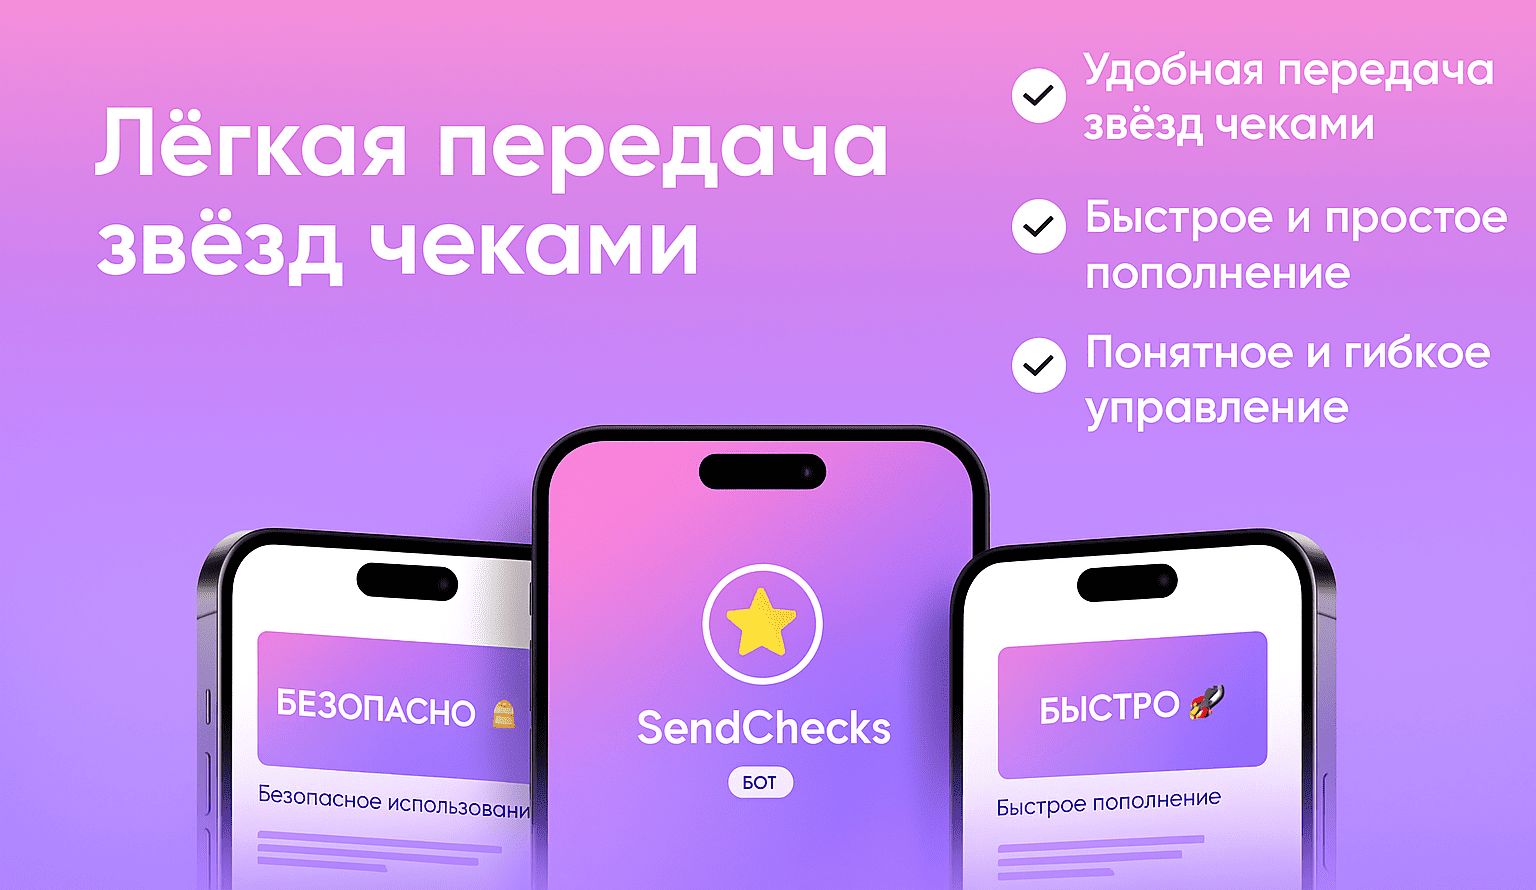 Лёгкая передача
звёзд чеками
Удобная передача
звёзд чеками
Быстрое и простое
пополнение
Понятное и гибкое
управление
БЕЗОПАСНО
Безопасное использовани
SendChecks
БОТ
БЫСТРО
Быстрое пополнение